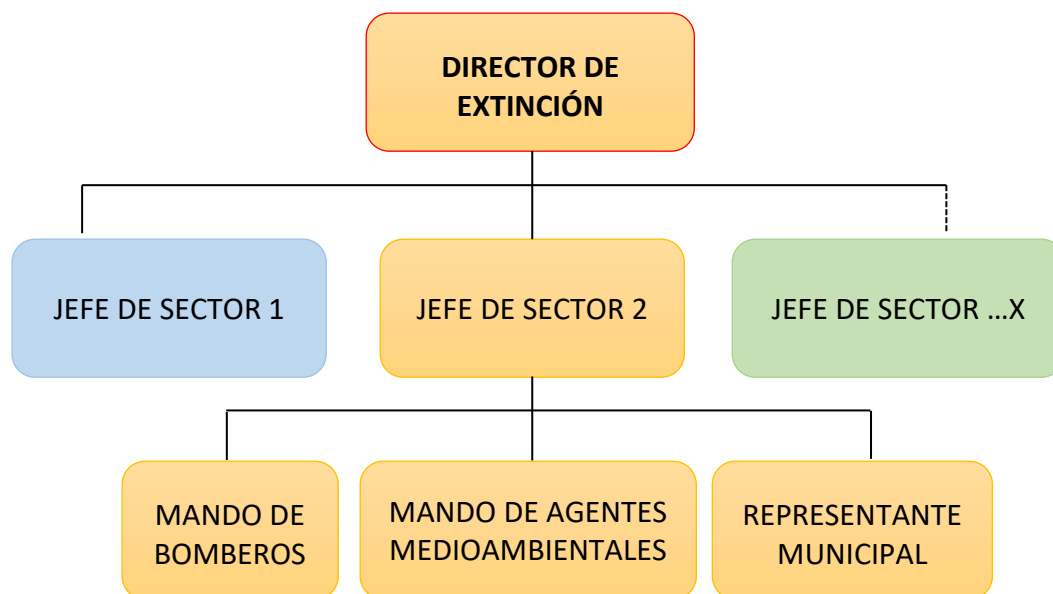 DIRECTOR DE
EXTINCIÓN
JEFE DE SECTOR 1
JEFE DE SECTOR 2
JEFE DE SECTOR ...X
MANDO DE
BOMBEROS
MANDO DE AGENTES
MEDIOAMBIENTALES
REPRESENTANTE
MUNICIPAL